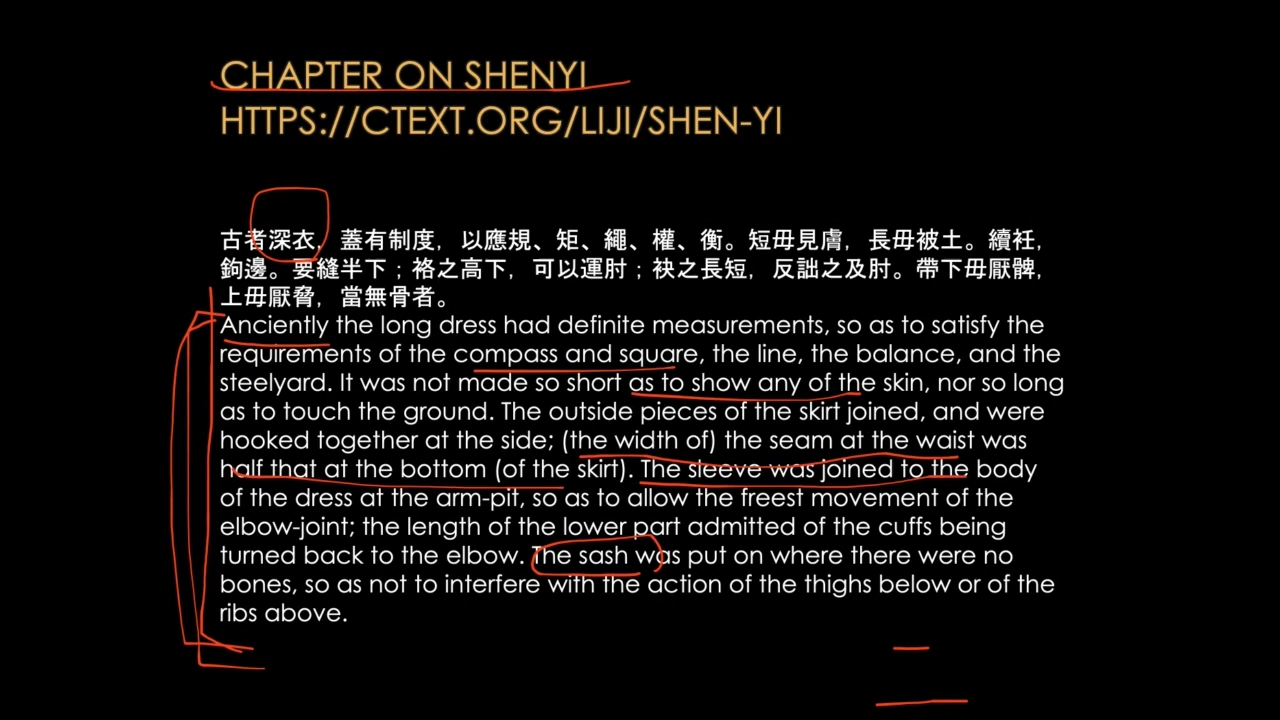 CHAPTER ON SHENYI
HTTPS://CTEXT.ORG/LIJI/SHEN-YI
古者深衣，蓋有制度，以應規、矩、繩、權、衡。短毋見膚，長毋被土。續衽，
鉤邊。要縫半下；袼之高下，可以運肘；袂之長短，反詘之及肘。帶下毋厭髀，
上毋厭脅，當無骨者。
Anciently the long dress had definite measurements, so as to satisfy the
requirements of the compass and square, the line, the balance, and the
steelyard. It was not made so short as to show any of the skin, nor so long
as to touch the ground. The outside pieces of the skirt joined, and were
hooked together at the side; (the width of) the seam at the waist was
half that at the bottom (of the skirt). The sleeve was joined to the body
of the dress at the arm-pit, so as to allow the freest movement of the
elbow-joint; the length of the lower part admitted of the cuffs being
turned back to the elbow. The sash was put on where there were no
bones, so as not to interfere with the action of the thighs below or of the
ribs above.